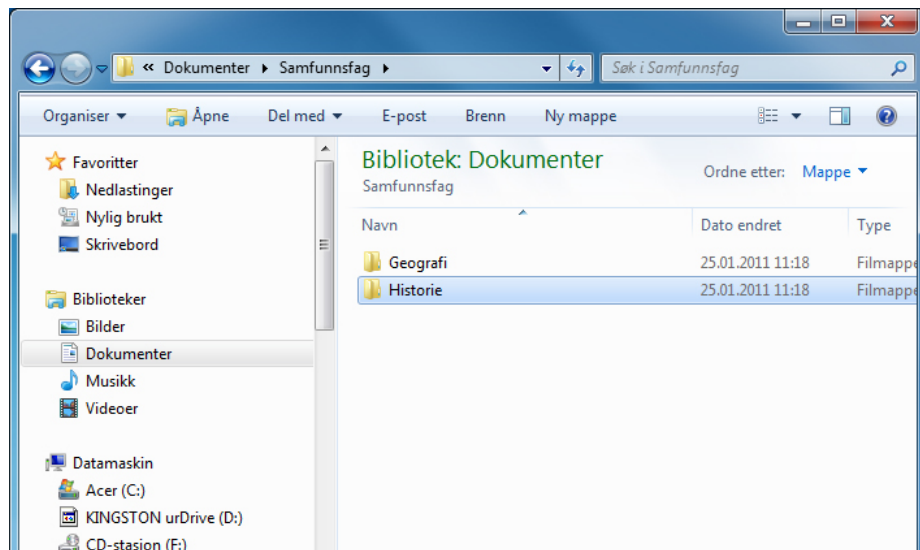 « Dokumenter Samfunnsfag
Søk i Samfunnsfag
Organiser Åpne Del med E-post Brenn Ny mappe
Favoritter
Nedlastinger
Nylig brukt
Skrivebord
Biblioteker
Bilder
Dokumenter
Musikk
Videoer
Datamaskin
Acer (C:)
KINGSTON urDrive (D:)
CD-stasjon (F:)
Bibliotek: Dokumenter
Samfunnsfag
Ordne etter: Mappe
Navn Dato endret Type
Geografi 25.01.2011 11:18 Filmappe
Historie 25.01.2011 11:18 Filmappe